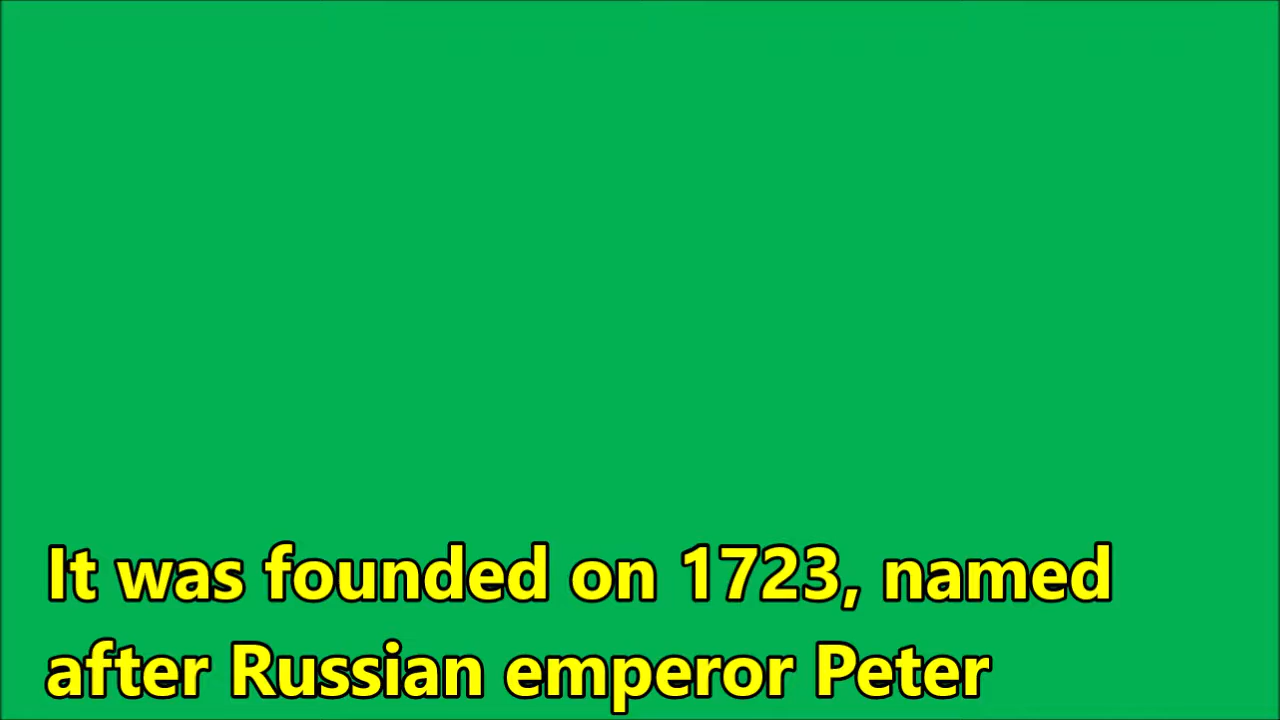 It was founded on 1723, named
after Russian emperor Peter